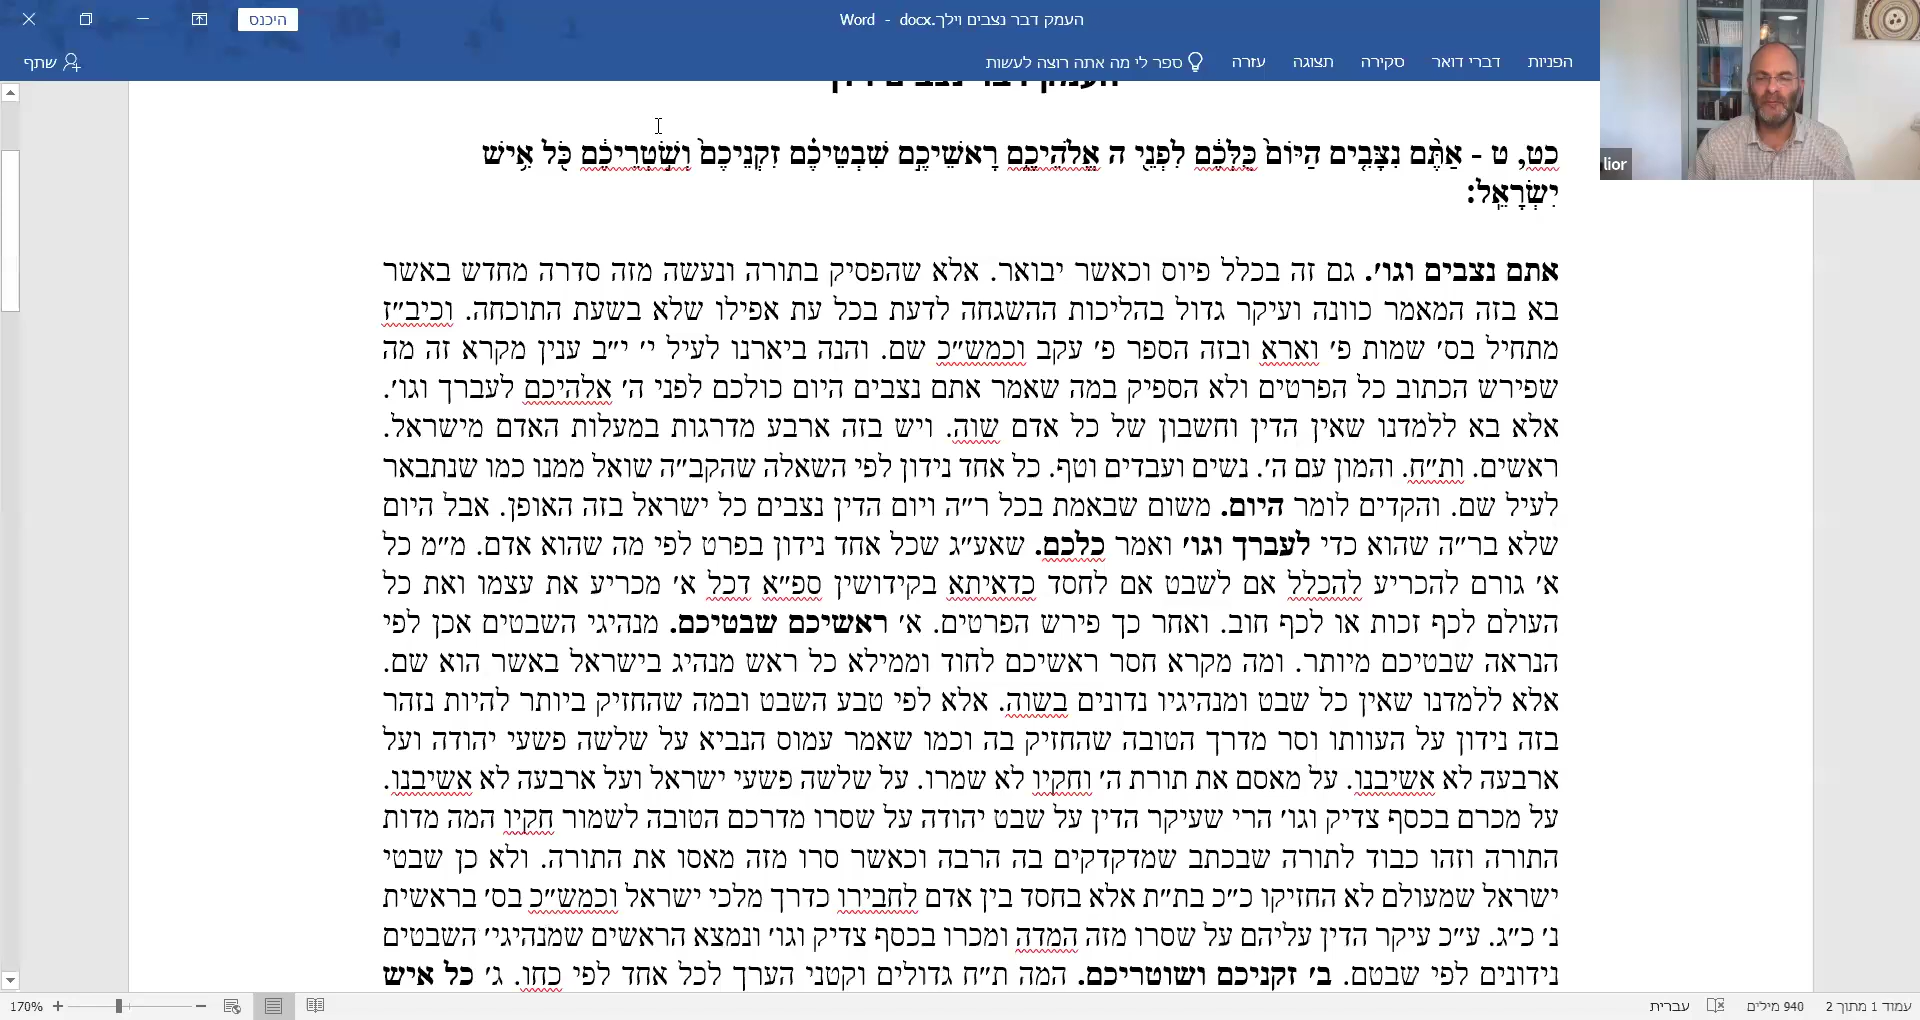 העמק דבר נצבים וילך.docx - Word
היכנס
הפניות דברי דואר סקירה תצוגה עזרה ספר לי מה אתה רוצה לעשות
שתף
lior
כט, ט - אַתֶּ֨ם נִצָּבִ֤ים הַיּוֹם֙ כֻּלְּכֶ֔ם לִפְנֵ֖י ה אֱלֹהֵיכֶ֑ם רָאשֵׁיכֶ֣ם שִׁבְטֵיכֶ֗ם זִקְנֵיכֶם֙ וְשֹׁ֣טְרֵיכֶ֔ם כֹּ֖ל אִ֥ישׁ
יִשְׂרָאֵֽל:
אתם נצבים וגו'. גם זה בכלל פיוס וכאשר יבואר. אלא שהפסיק בתורה ונעשה מזה סדרה מחדש באשר
בא בזה המאמר כוונה ועיקר גדול בהליכות ההשגחה לדעת בכל עת אפילו שלא בשעת התוכחה. וכיב"ז
מתחיל בס' שמות פ' וארא ובזה הספר פ' עקב וכמש"כ שם. והנה ביארנו לעיל י' י"ב ענין מקרא זה מה
שפירש הכתוב כל הפרטים ולא הספיק במה שאמר אתם נצבים היום כולכם לפני ה' אלהיכם לעברך וגו'.
אלא בא ללמדנו שאין הדין וחשבון של כל אדם שוה. ויש בזה ארבע מדרגות במעלות האדם מישראל.
ראשים. ות"ח. והמון עם ה'. נשים ועבדים וטף. כל אחד נידון לפי השאלה שהקב"ה שואל ממנו כמו שנתבאר
לעיל שם. והקדים לומר היום. משום שבאמת בכל ר"ה ויום הדין נצבים כל ישראל בזה האופן. אבל היום
שלא בר"ה שהוא כדי לעברך וגו' ואמר כלכם. שאע"ג שכל אחד נידון בפרט לפי מה שהוא אדם. מ"מ כל
א' גורם להכריע להכלל אם לשבט אם לחסד כדאיתא בקידושין ספ"א דכל א' מכריע את עצמו ואת כל
העולם לכף זכות או לכף חוב. ואחר כך פירש הפרטים. א' ראשיכם שבטיכם. מנהיגי השבטים אכן לפי
הנראה שבטיכם מיותר. ומה מקרא חסר ראשיכם לחוד וממילא כל ראש מנהיג בישראל באשר הוא שם.
אלא ללמדנו שאין כל שבט ומנהיגיו נדונים בשוה. אלא לפי טבע השבט ובמה שהחזיק ביותר להיות נזהר
בזה נידון על העוותו וסר מדרך הטובה שהחזיק בה וכמו שאמר עמוס הנביא על שלשה פשעי יהודה ועל
ארבעה לא אשיבנו. על מאסם את תורת ה' וחקיו לא שמרו. על שלשה פשעי ישראל ועל ארבעה לא אשיבנו.
על מכרם בכסף צדיק וגו' הרי שעיקר הדין על שבט יהודה על שסרו מדרכם הטובה לשמור חקיו המה מדות
התורה וזהו כבוד לתורה שבכתב שמדקדקים בה הרבה וכאשר סרו מזה מאסו את התורה. ולא כן שבטי
ישראל שמעולם לא החזיקו כ"כ בת"ת אלא בחסד בין אדם לחבירו כדרך מלכי ישראל וכמש"כ בס' בראשית
נ' כ"ג. ע"כ עיקר הדין עליהם על שסרו מזה המדה ומכרו בכסף צדיק וגו' ונמצא הראשים שמנהיגי' השבטים
נידונים לפי שבטם. ב' זקניכם ושוטריכם. המה ת"ח גדולים וקטני הערך לכל אחד לפי כחו. ג' כל איש
עמוד 1 מתוך 2 940 מילים עברית 170%